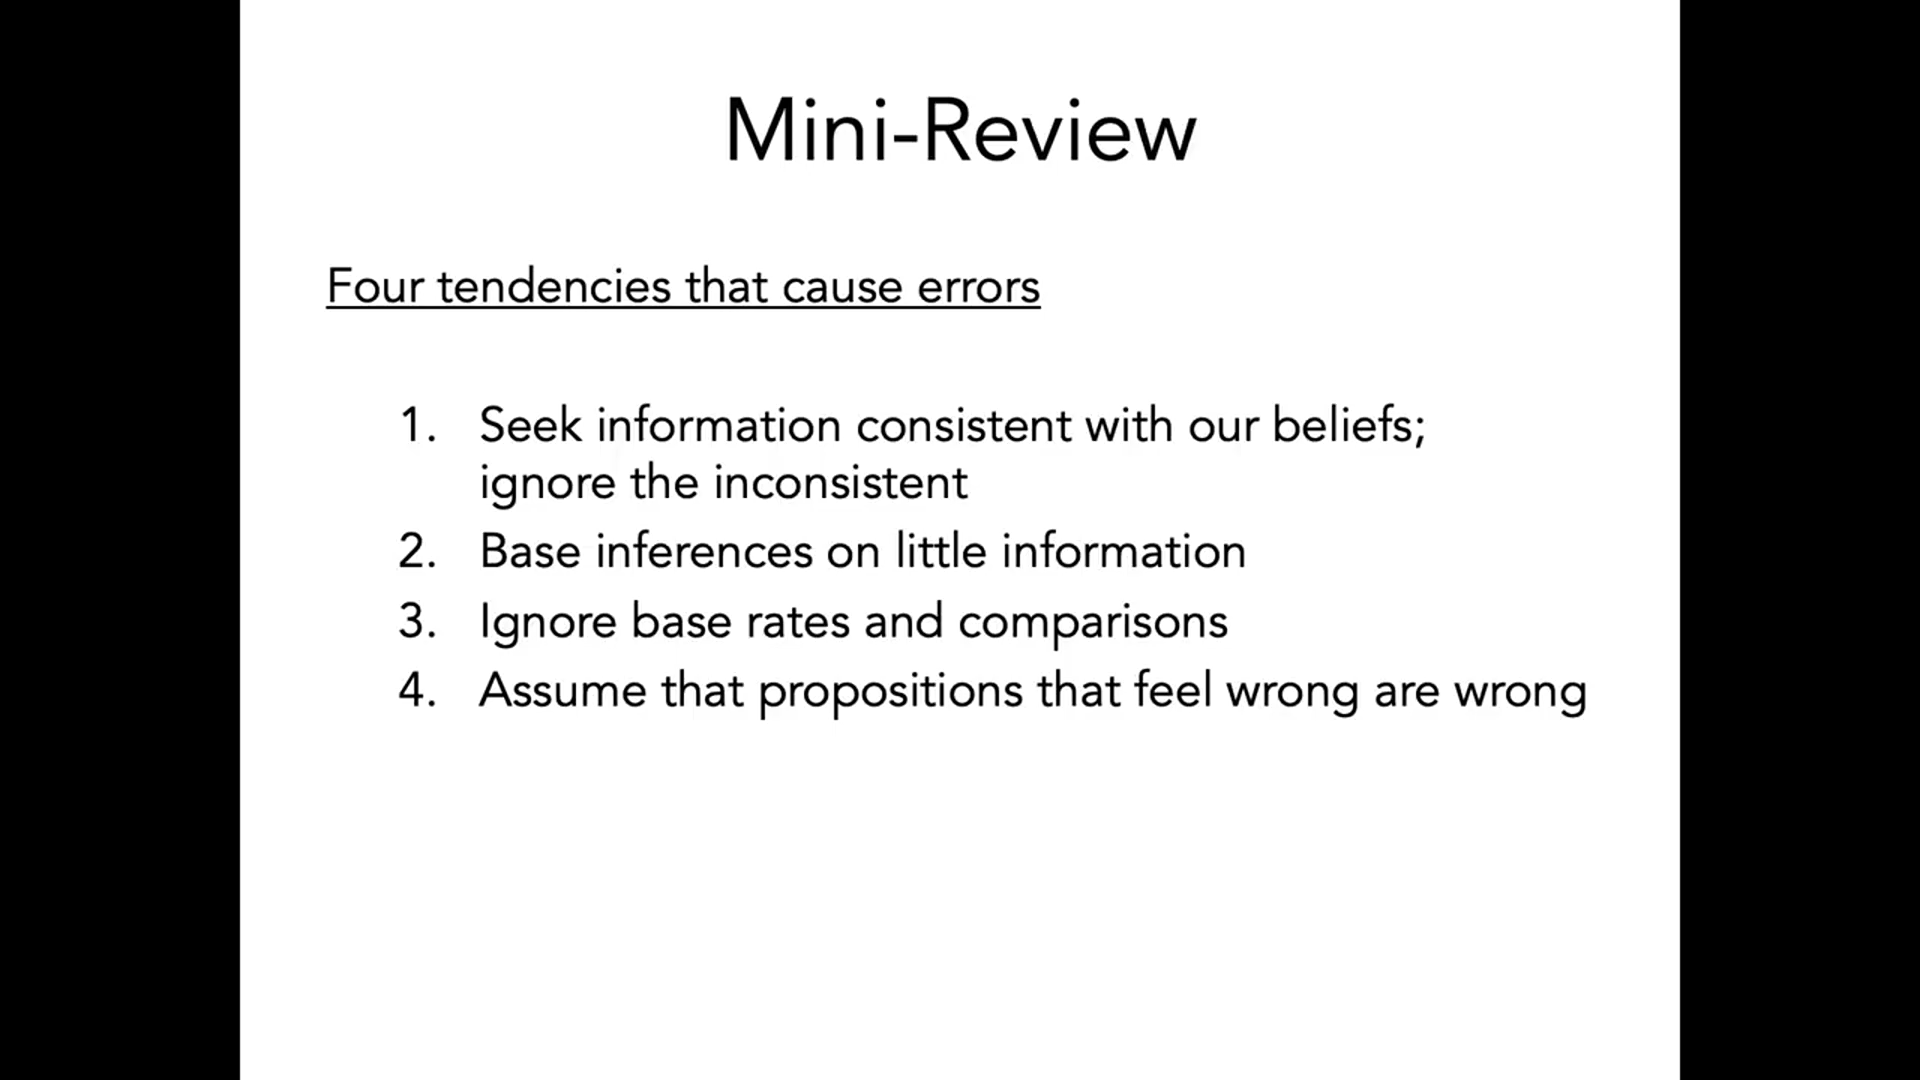 Mini-Review
Four tendencies that cause errors
1. Seek information consistent with our beliefs;
ignore the inconsistent
2. Base inferences on little information
3. Ignore base rates and comparisons
4. Assume that propositions that feel wrong are wrong